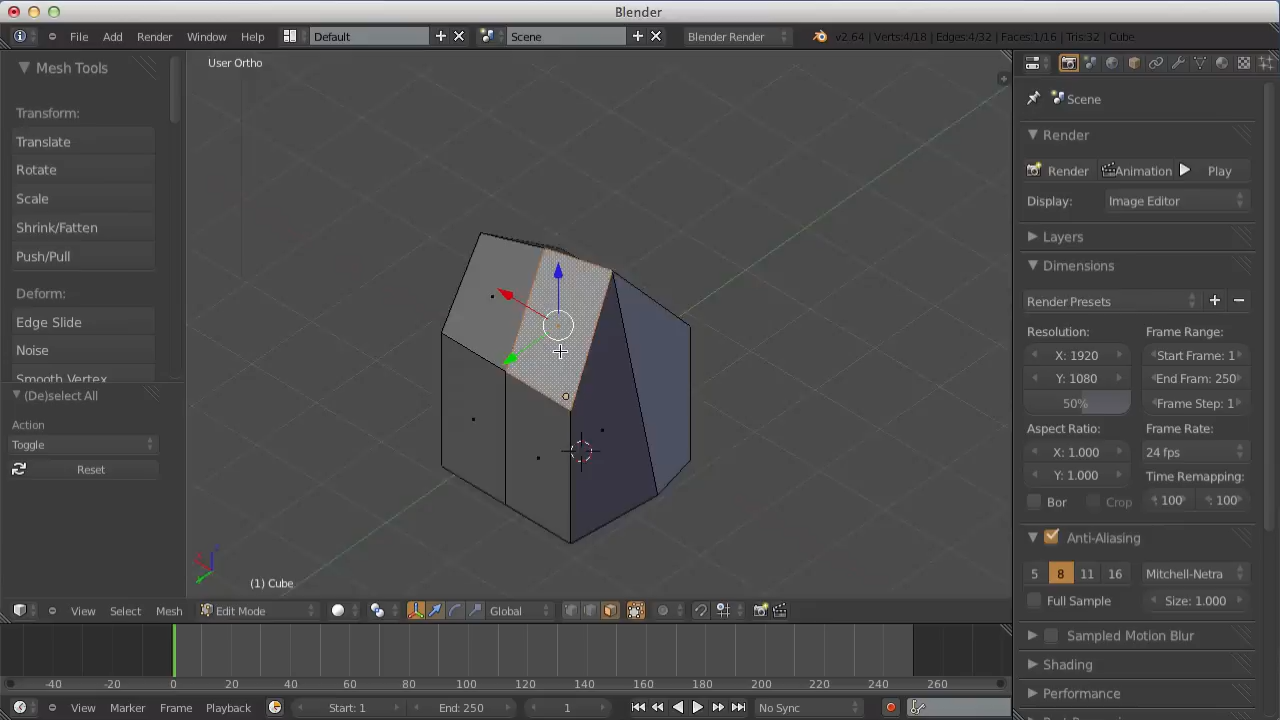 Blender
File Add Render Window Help Default Scene Blender Render v2.64 | Verts:4/18 | Edges:4/32 | Faces:1/16 | Tris:32 | Cube
Mesh Tools
Transform:
Translate
Rotate
Scale
Shrink/Fatten
Push/Pull
Deform:
Edge Slide
Noise
Smooth Vertex
(De)select All
Action
Toggle
Reset
User Ortho
(1) Cube
View Select Mesh Edit Mode Global
-40 -20 0 20 40 60 80 100 120 140 160 180 200 220 240 260
View Marker Frame Playback Start: 1 End: 250 1 No Sync
Scene
Render
Render Animation Play
Display: Image Editor
Layers
Dimensions
Render Presets
Resolution: Frame Range:
X: 1920 Start Frame: 1
Y: 1080 End Fram: 250
50% Frame Step: 1
Aspect Ratio: Frame Rate:
X: 1.000 24 fps
Y: 1.000 Time Remapping:
Bor Crop 100 100
Anti-Aliasing
5 8 11 16 Mitchell-Netra
Full Sample Size: 1.000
Sampled Motion Blur
Shading
Performance